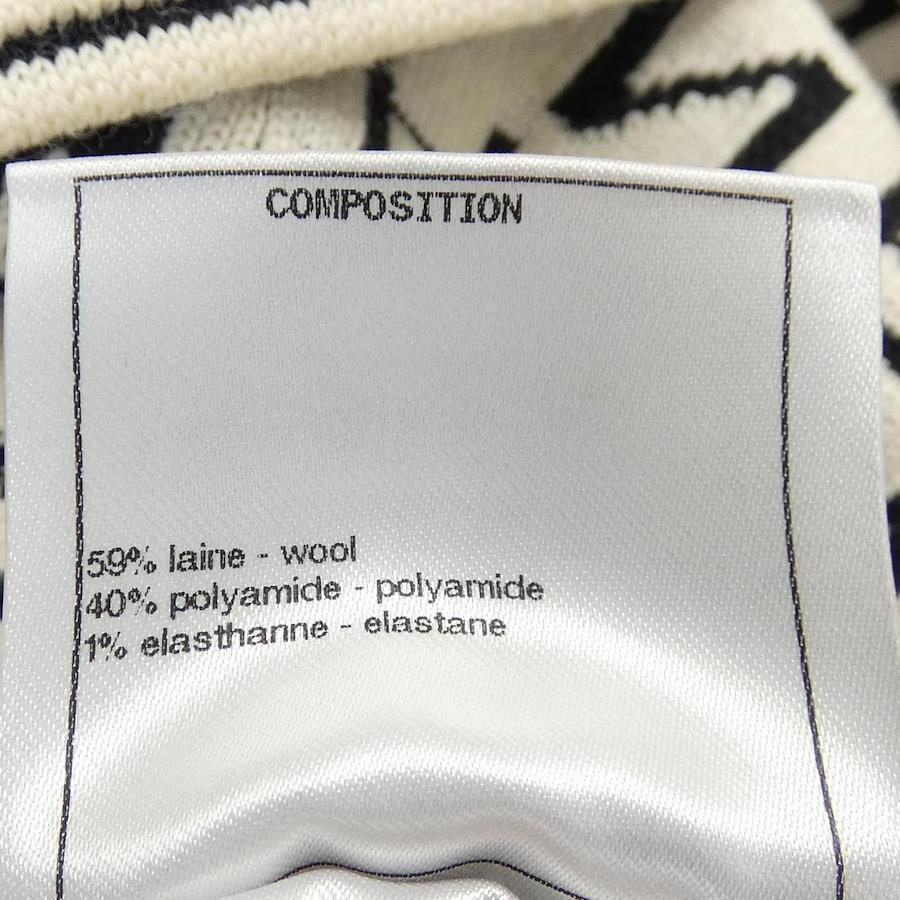 COMPOSITION
59% laine - wool
40% polyamide - polyamide
1% elasthanne - elastane